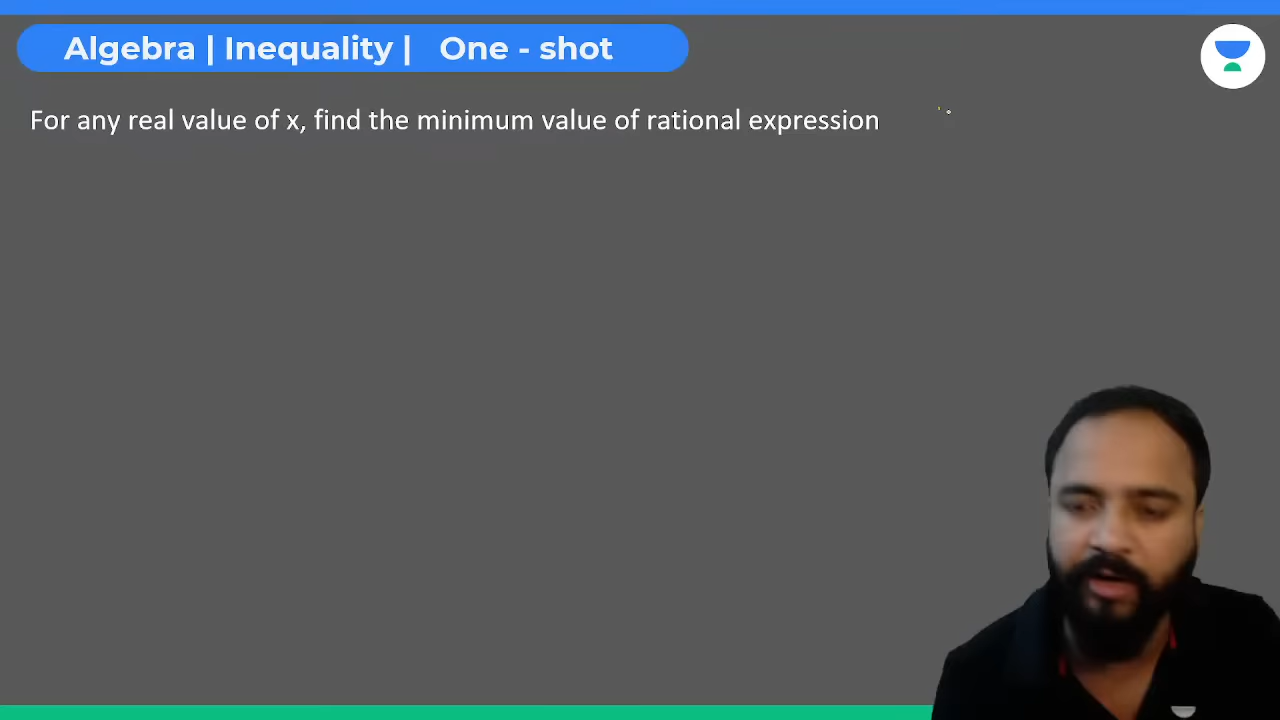 Algebra | Inequality | One - shot
For any real value of x, find the minimum value of rational expression